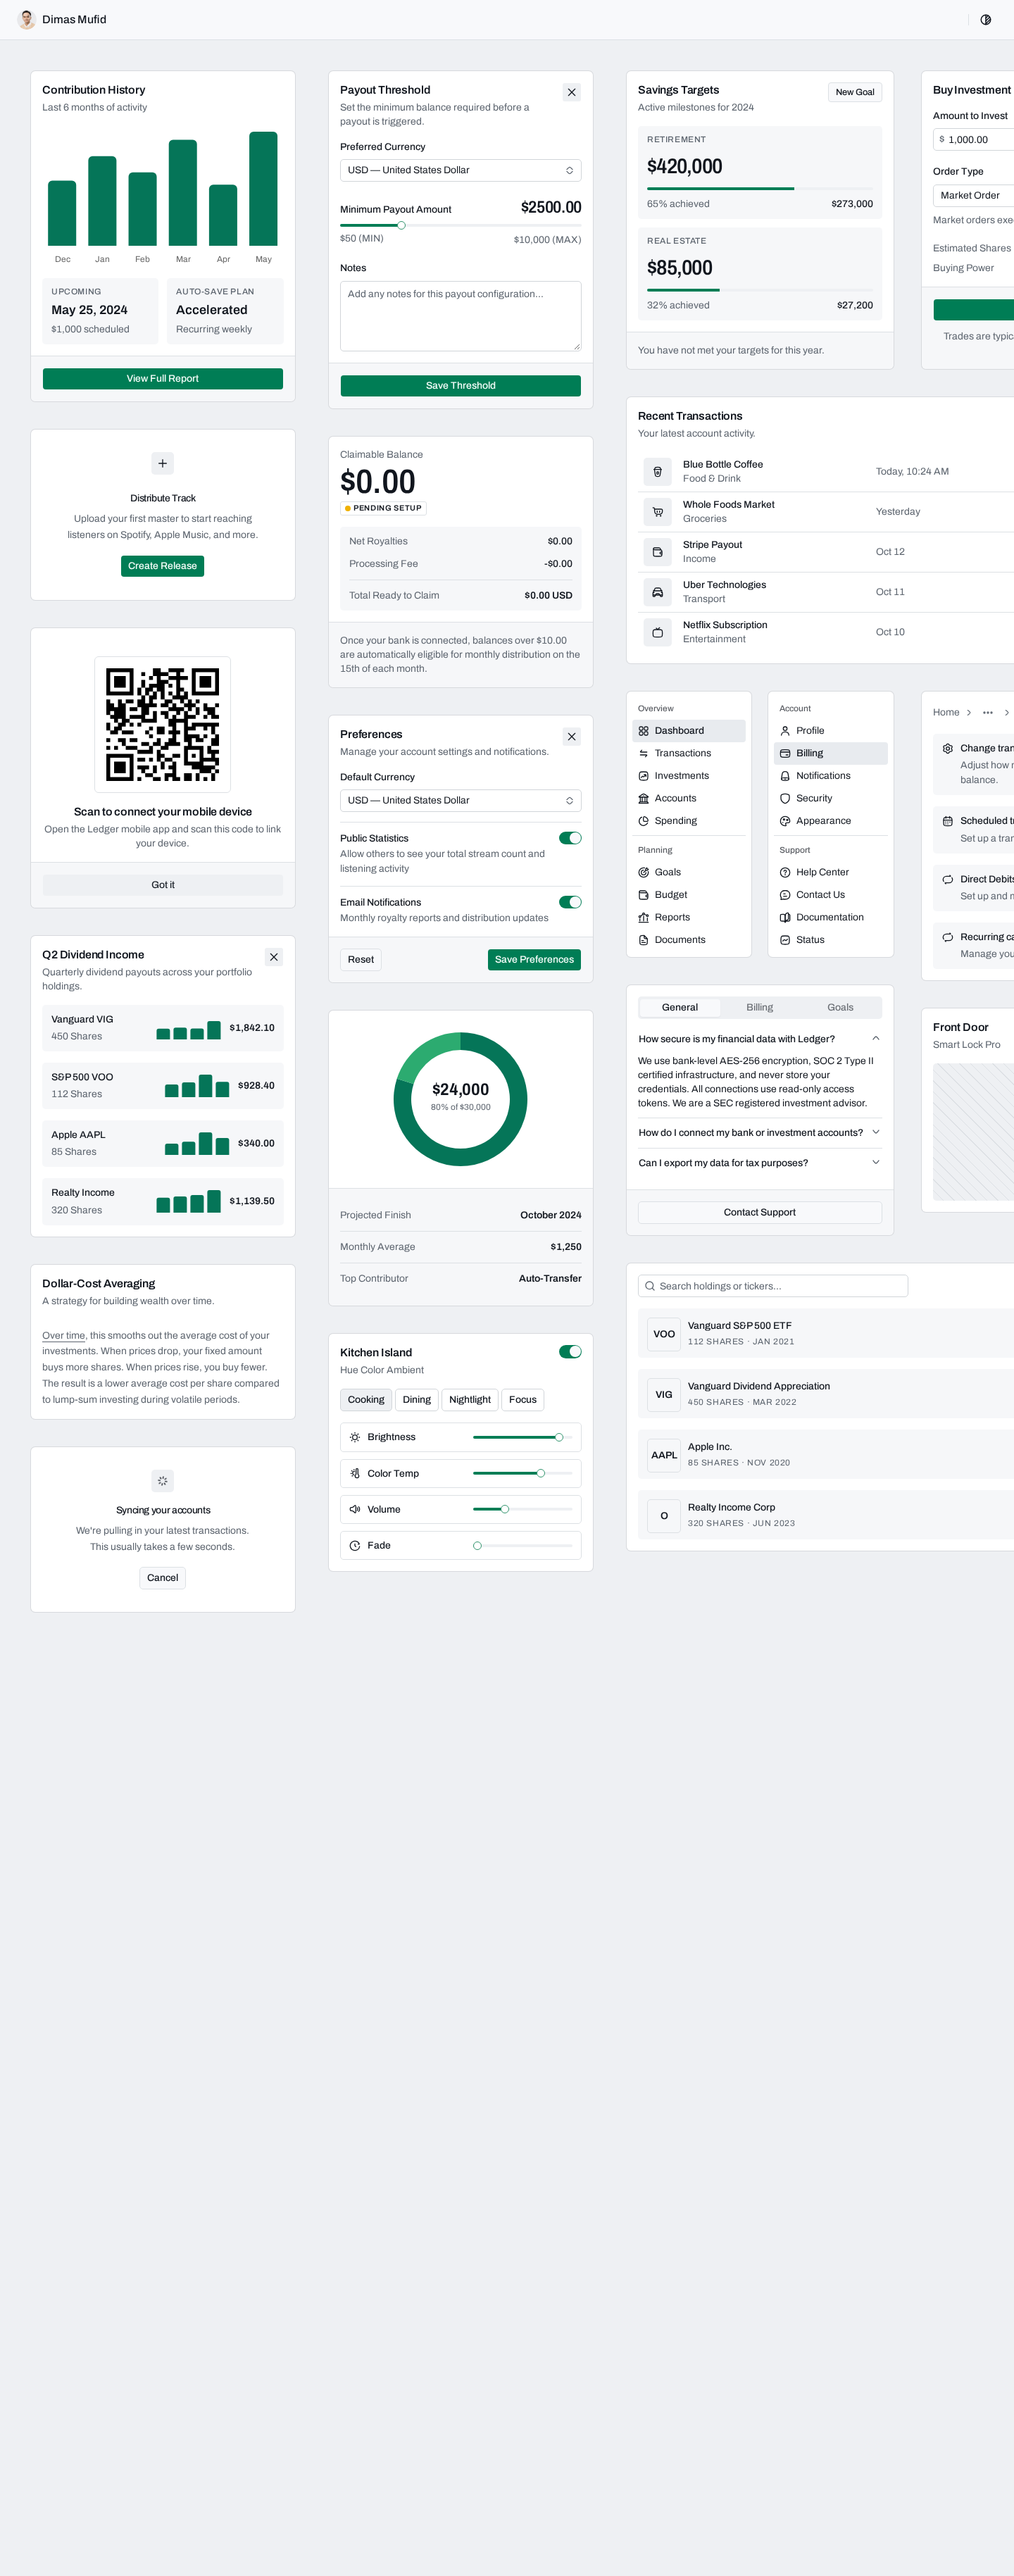 Dimas Mufid
Contribution History
Last 6 months of activity
Dec
Jan
Feb
Mar
Apr
May
UPCOMING
May 25, 2024
$1,000 scheduled
AUTO-SAVE PLAN
Accelerated
Recurring weekly
View Full Report
Distribute Track
Upload your first master to start reaching
listeners on Spotify, Apple Music, and more.
Create Release
Scan to connect your mobile device
Open the Ledger mobile app and scan this code to link
your device.
Got it
Q2 Dividend Income
Quarterly dividend payouts across your portfolio
holdings.
Vanguard VIG
450 Shares
$1,842.10
S&P500 VOO
112 Shares
$928.40
Apple AAPL
85 Shares
$340.00
Realty Income
320 Shares
$1,139.50
Dollar-Cost Averaging
A strategy for building wealth over time.
Over time, this smooths out the average cost of your
investments. When prices drop, your fixed amount
buys more shares. When prices rise, you buy fewer.
The result is a lower average cost per share compared
to lump-sum investing during volatile periods.
Syncing your accounts
We're pulling in your latest transactions.
This usually takes a few seconds.
Cancel
Payout Threshold
Set the minimum balance required before a
payout is triggered.
Preferred Currency
USD — United States Dollar
Minimum Payout Amount
$2500.00
$50 (MIN)
$10,000 (MAX)
Notes
Add any notes for this payout configuration...
Save Threshold
Claimable Balance
$0.00
PENDING SETUP
Net Royalties
$0.00
Processing Fee
-$0.00
Total Ready to Claim
$0.00 USD
Once your bank is connected, balances over $10.00
are automatically eligible for monthly distribution on the
15th of each month.
Preferences
Manage your account settings and notifications.
Default Currency
USD — United States Dollar
Public Statistics
Allow others to see your total stream count and
listening activity
Email Notifications
Monthly royalty reports and distribution updates
Reset
Save Preferences
$24,000
80% of $30,000
Projected Finish
October 2024
Monthly Average
$1,250
Top Contributor
Auto-Transfer
Kitchen Island
Hue Color Ambient
Cooking
Dining
Nightlight
Focus
Brightness
Color Temp
Volume
Fade
Savings Targets
Active milestones for 2024
New Goal
RETIREMENT
$420,000
65% achieved
$273,000
REAL ESTATE
$85,000
32% achieved
$27,200
You have not met your targets for this year.
Buy Investment
Amount to Invest
$ 1,000.00
Order Type
Market Order
Market orders exe
Estimated Shares
Buying Power
Trades are typic
Recent Transactions
Your latest account activity.
Blue Bottle Coffee
Food & Drink
Today, 10:24 AM
Whole Foods Market
Groceries
Yesterday
Stripe Payout
Income
Oct 12
Uber Technologies
Transport
Oct 11
Netflix Subscription
Entertainment
Oct 10
Overview
Dashboard
Transactions
Investments
Accounts
Spending
Planning
Goals
Budget
Reports
Documents
Account
Profile
Billing
Notifications
Security
Appearance
Support
Help Center
Contact Us
Documentation
Status
Home
Change tran
Adjust how
balance.
Scheduled tr
Set up a tran
Direct Debits
Set up and
Recurring ca
Manage you
General
Billing
Goals
How secure is my financial data with Ledger?
We use bank-level AES-256 encryption, SOC 2 Type II
certified infrastructure, and never store your
credentials. All connections use read-only access
tokens. We are a SEC registered investment advisor.
How do I connect my bank or investment accounts?
Can I export my data for tax purposes?
Contact Support
Front Door
Smart Lock Pro
Search holdings or tickers...
VOO
Vanguard S&P500 ETF
112 SHARES · JAN 2021
VIG
Vanguard Dividend Appreciation
450 SHARES · MAR 2022
AAPL
Apple Inc.
85 SHARES · NOV 2020
O
Realty Income Corp
320 SHARES · JUN 2023